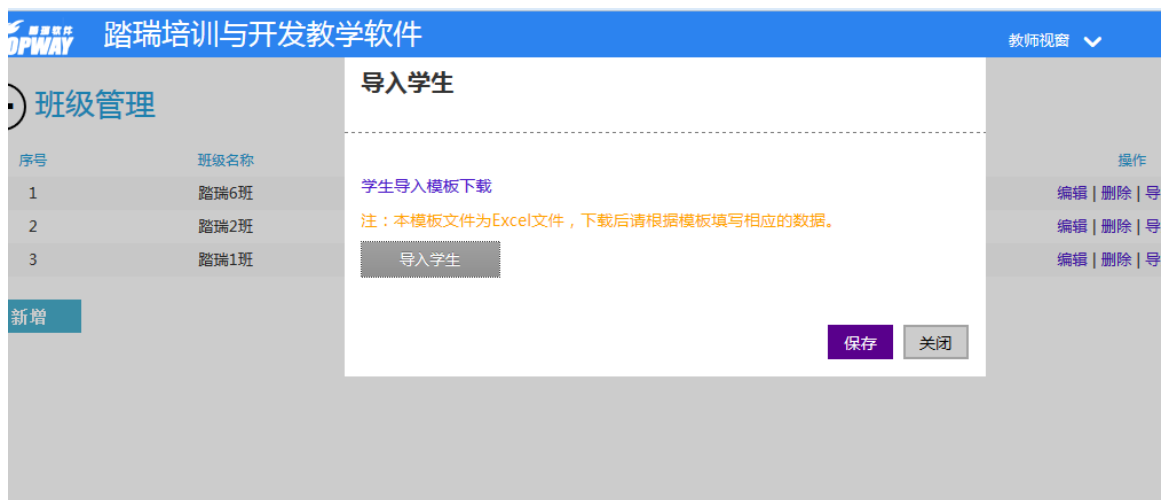 踏瑞软件
TOPWAY
踏瑞培训与开发教学软件
教师视窗
班级管理
导入学生
序号 班级名称 操作
1 踏瑞6班 编辑 | 删除 | 导
2 踏瑞2班 编辑 | 删除 | 导
3 踏瑞1班 编辑 | 删除 | 导
学生导入模板下载
注：本模板文件为Excel文件，下载后请根据模板填写相应的数据。
导入学生
新增
保存 关闭